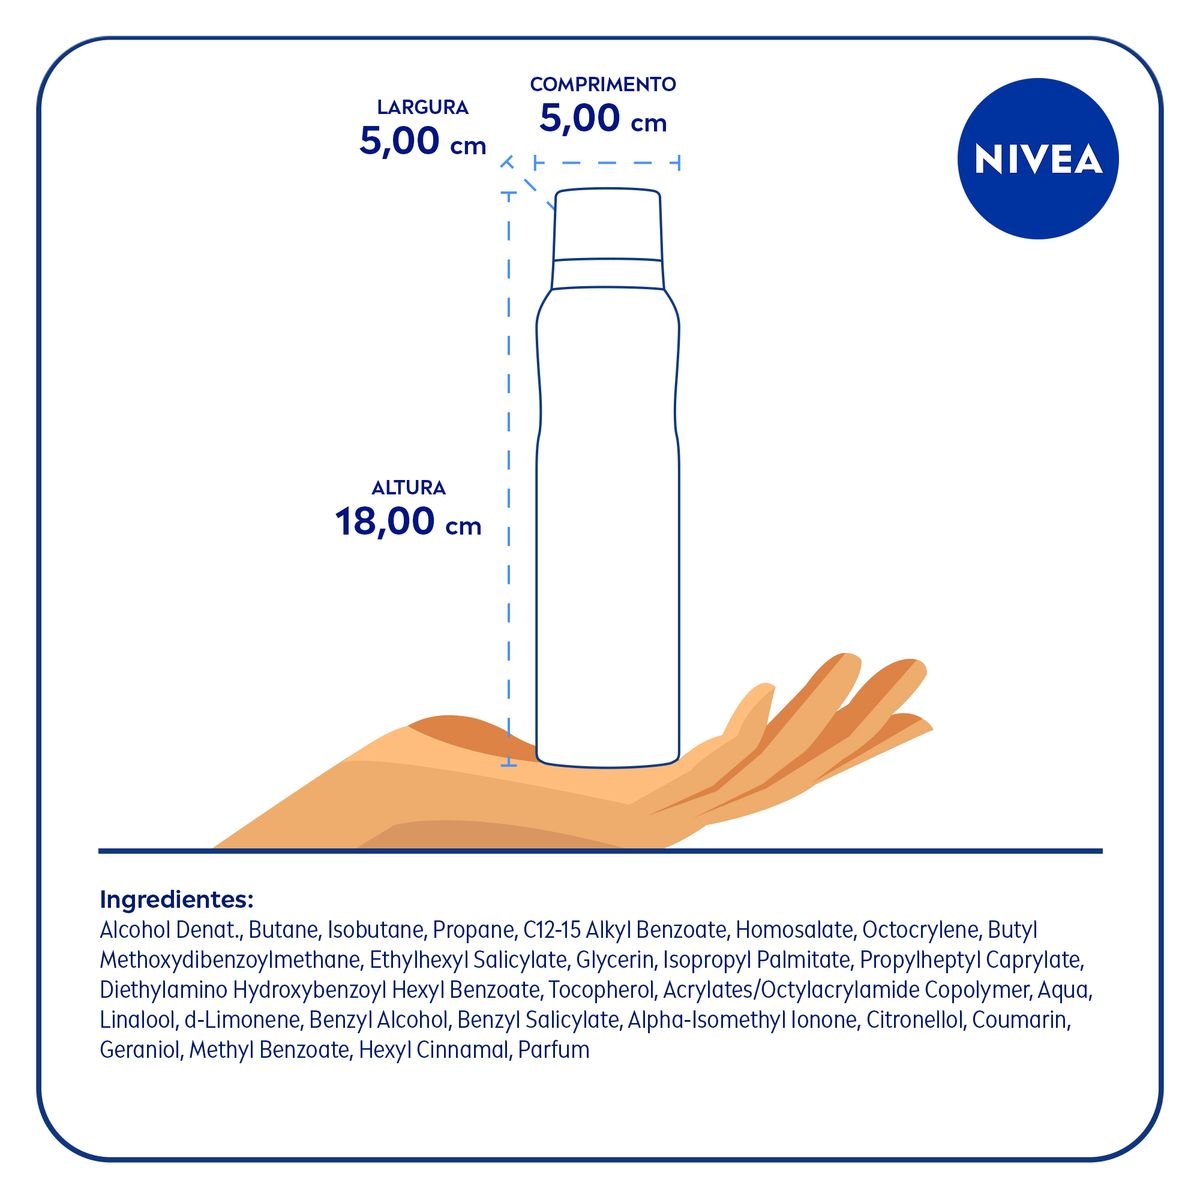 COMPRIMENTO
5,00 cm
LARGURA
5,00 cm
NIVEA
ALTURA
18,00 cm
Ingredientes:
Alcohol Denat., Butane, Isobutane, Propane, C12-15 Alkyl Benzoate, Homosalate, Octocrylene, Butyl
Methoxydibenzoylmethane, Ethylhexyl Salicylate, Glycerin, Isopropyl Palmitate, Propylheptyl Caprylate,
Diethylamino Hydroxybenzoyl Hexyl Benzoate, Tocopherol, Acrylates/Octylacrylamide Copolymer, Aqua,
Linalool, d-Limonene, Benzyl Alcohol, Benzyl Salicylate, Alpha-Isomethyl Ionone, Citronellol, Coumarin,
Geraniol, Methyl Benzoate, Hexyl Cinnamal, Parfum